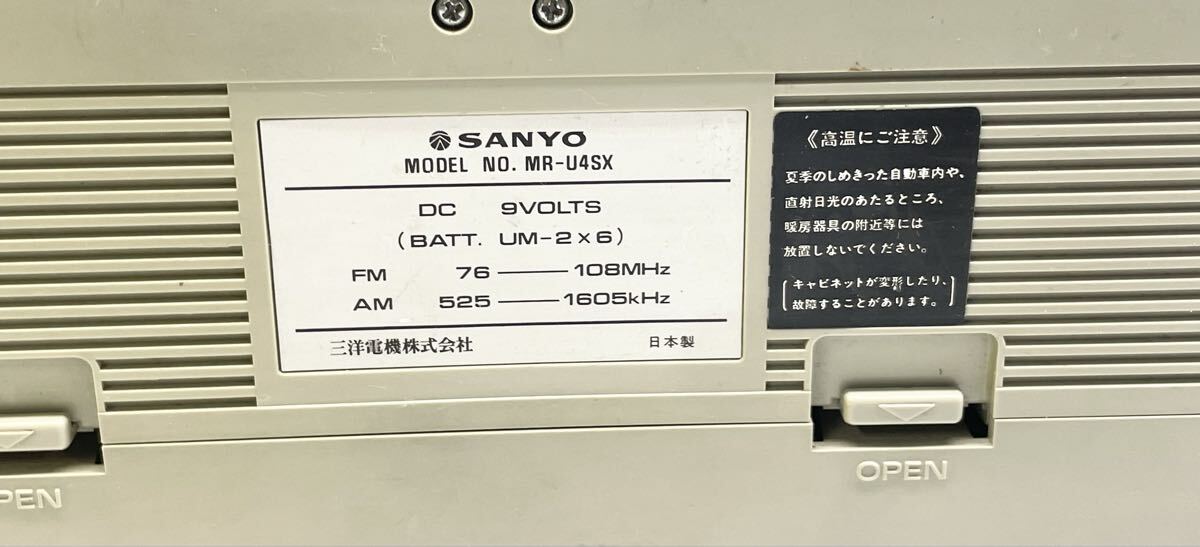 SANYO
MODEL NO. MR-U4SX
DC 9VOLTS
(BATT. UM-2×6)
FM 76 — 108MHz
AM 525 — 1605kHz
三洋電機株式会社 日本製
《高温にご注意》
夏季のしめきった自動車内や、
直射日光のあたるところ、
暖房器具の附近等には
放置しないでください。
[キャビネットが変形したり、
故障することがあります。]
PEN
OPEN